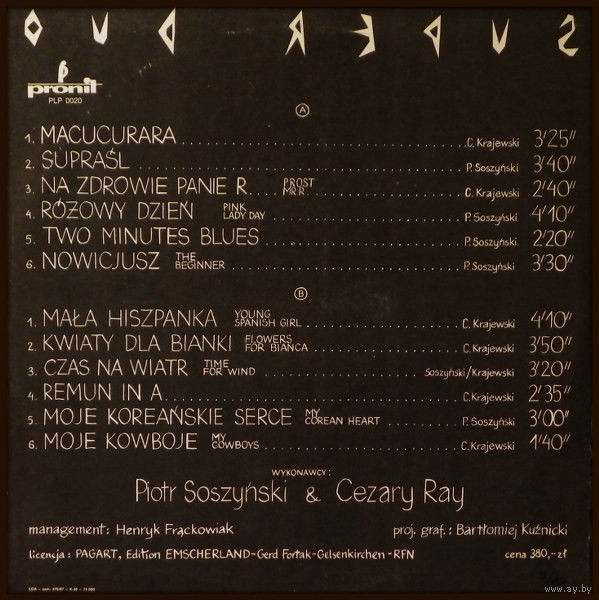 SUPER DUO
pronit
PLP 0020
A
1. MACUCURARA C. Krajewski 3'25"
2. SUPRAŚL P. Soszyński 3'40"
3. NA ZDROWIE PANIE R. PROST MR R. C. Krajewski 2'40"
4. RÓŻOWY DZIEŃ PINK LADY DAY P. Soszyński 4'10"
5. TWO MINUTES BLUES P. Soszyński 2'20"
6. NOWICJUSZ THE BEGINNER P. Soszyński 3'30"
B
1. MAŁA HISZPANKA YOUNG SPANISH GIRL C. Krajewski 4'10"
2. KWIATY DLA BIANKI FLOWERS FOR BIANCA C. Krajewski 3'50"
3. CZAS NA WIATR TIME FOR WIND Soszyński/Krajewski 3'20"
4. REMUN IN A C. Krajewski 2'35"
5. MOJE KOREAŃSKIE SERCE MY COREAN HEART P. Soszyński 3'00"
6. MOJE KOWBOJE MY COWBOYS C. Krajewski 1'40"
WYKONAWCY:
Piotr Soszyński & Cezary Ray
management: Henryk Frąckowiak proj. graf.: Bartłomiej Kuźnicki
licencja: PAGART, Edition EMSCHERLAND-Gerd Fortak-Gelsenkirchen-RFN cena 380,-zł
www.ay.by